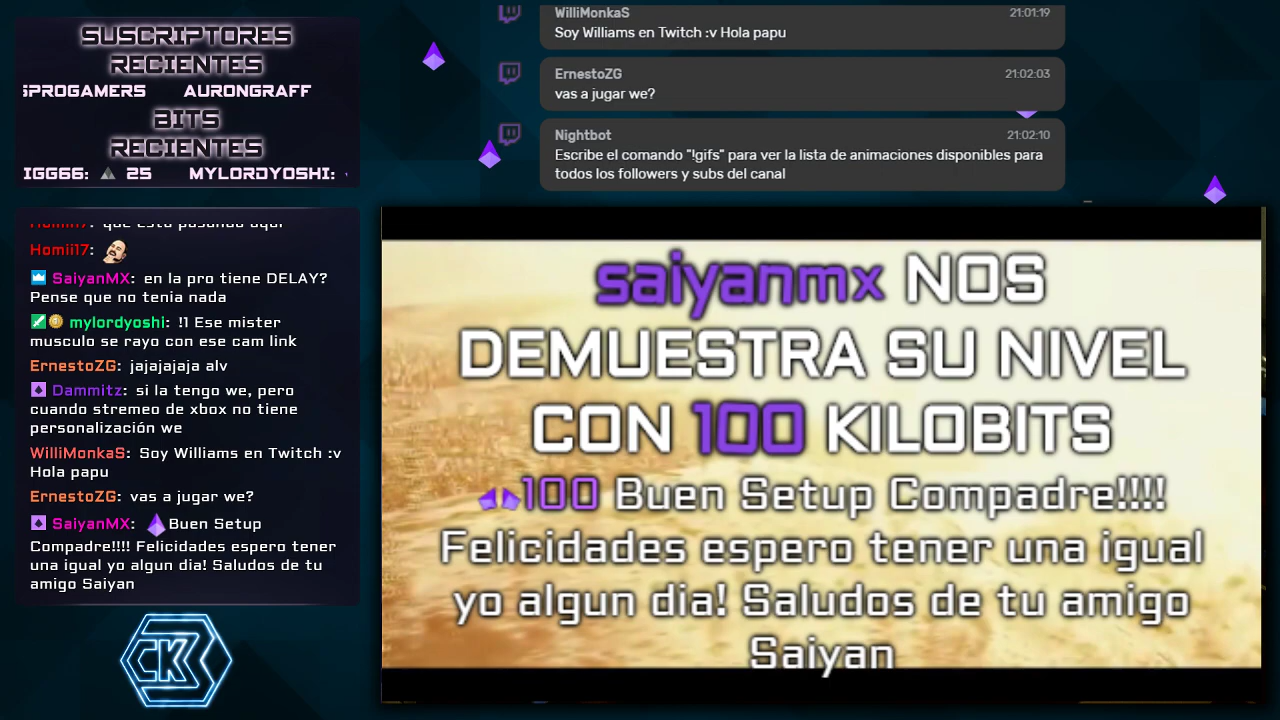 SUSCRIPTORES
RECIENTES
PROGAMERS AURONGRAFF
BITS
RECIENTES
IGG66: 25 MYLORDYOSHI:
Homii17: que esta pasando aqui
Homii17:
SaiyanMX: en la pro tiene DELAY?
Pense que no tenia nada
mylordyoshi: !1 Ese mister
musculo se rayo con ese cam link
ErnestoZG: jajajajaja alv
Dammitz: si la tengo we, pero
cuando stremeo de xbox no tiene
personalización we
WilliMonkaS: Soy Williams en Twitch :v
Hola papu
ErnestoZG: vas a jugar we?
SaiyanMX: Buen Setup
Compadre!!!! Felicidades espero tener
una igual yo algun dia! Saludos de tu
amigo Saiyan
CK3
WilliMonkaS 21:01:19
Soy Williams en Twitch :v Hola papu
ErnestoZG 21:02:03
vas a jugar we?
Nightbot 21:02:10
Escribe el comando "!gifs" para ver la lista de animaciones disponibles para
todos los followers y subs del canal
saiyanmx NOS
DEMUESTRA SU NIVEL
CON 100 KILOBITS
100 Buen Setup Compadre!!!!
Felicidades espero tener una igual
yo algun dia! Saludos de tu amigo
Saiyan